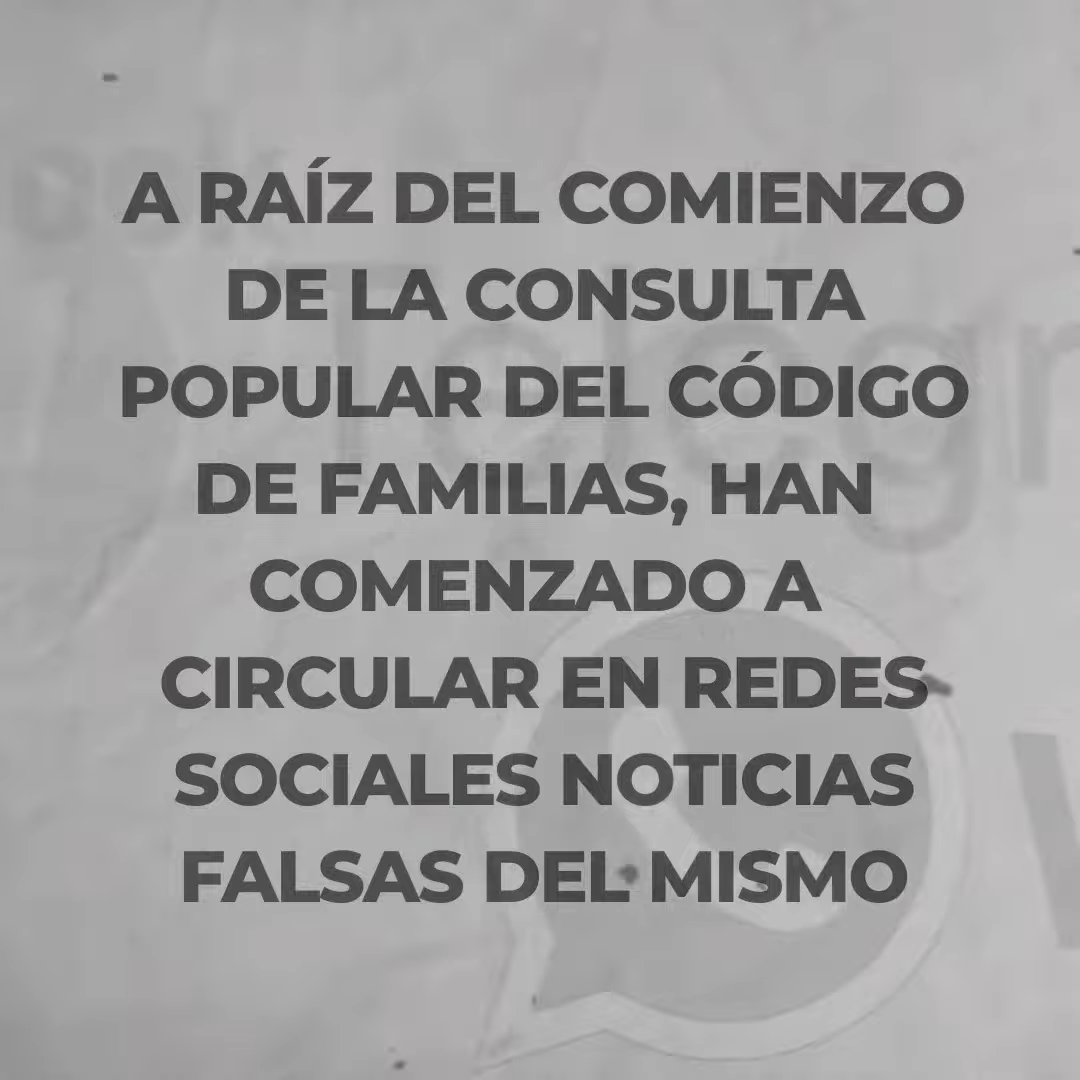 A RAÍZ DEL COMIENZO
DE LA CONSULTA
POPULAR DEL CÓDIGO
DE FAMILIAS, HAN
COMENZADO A
CIRCULAR EN REDES
SOCIALES NOTICIAS
FALSAS DEL MISMO